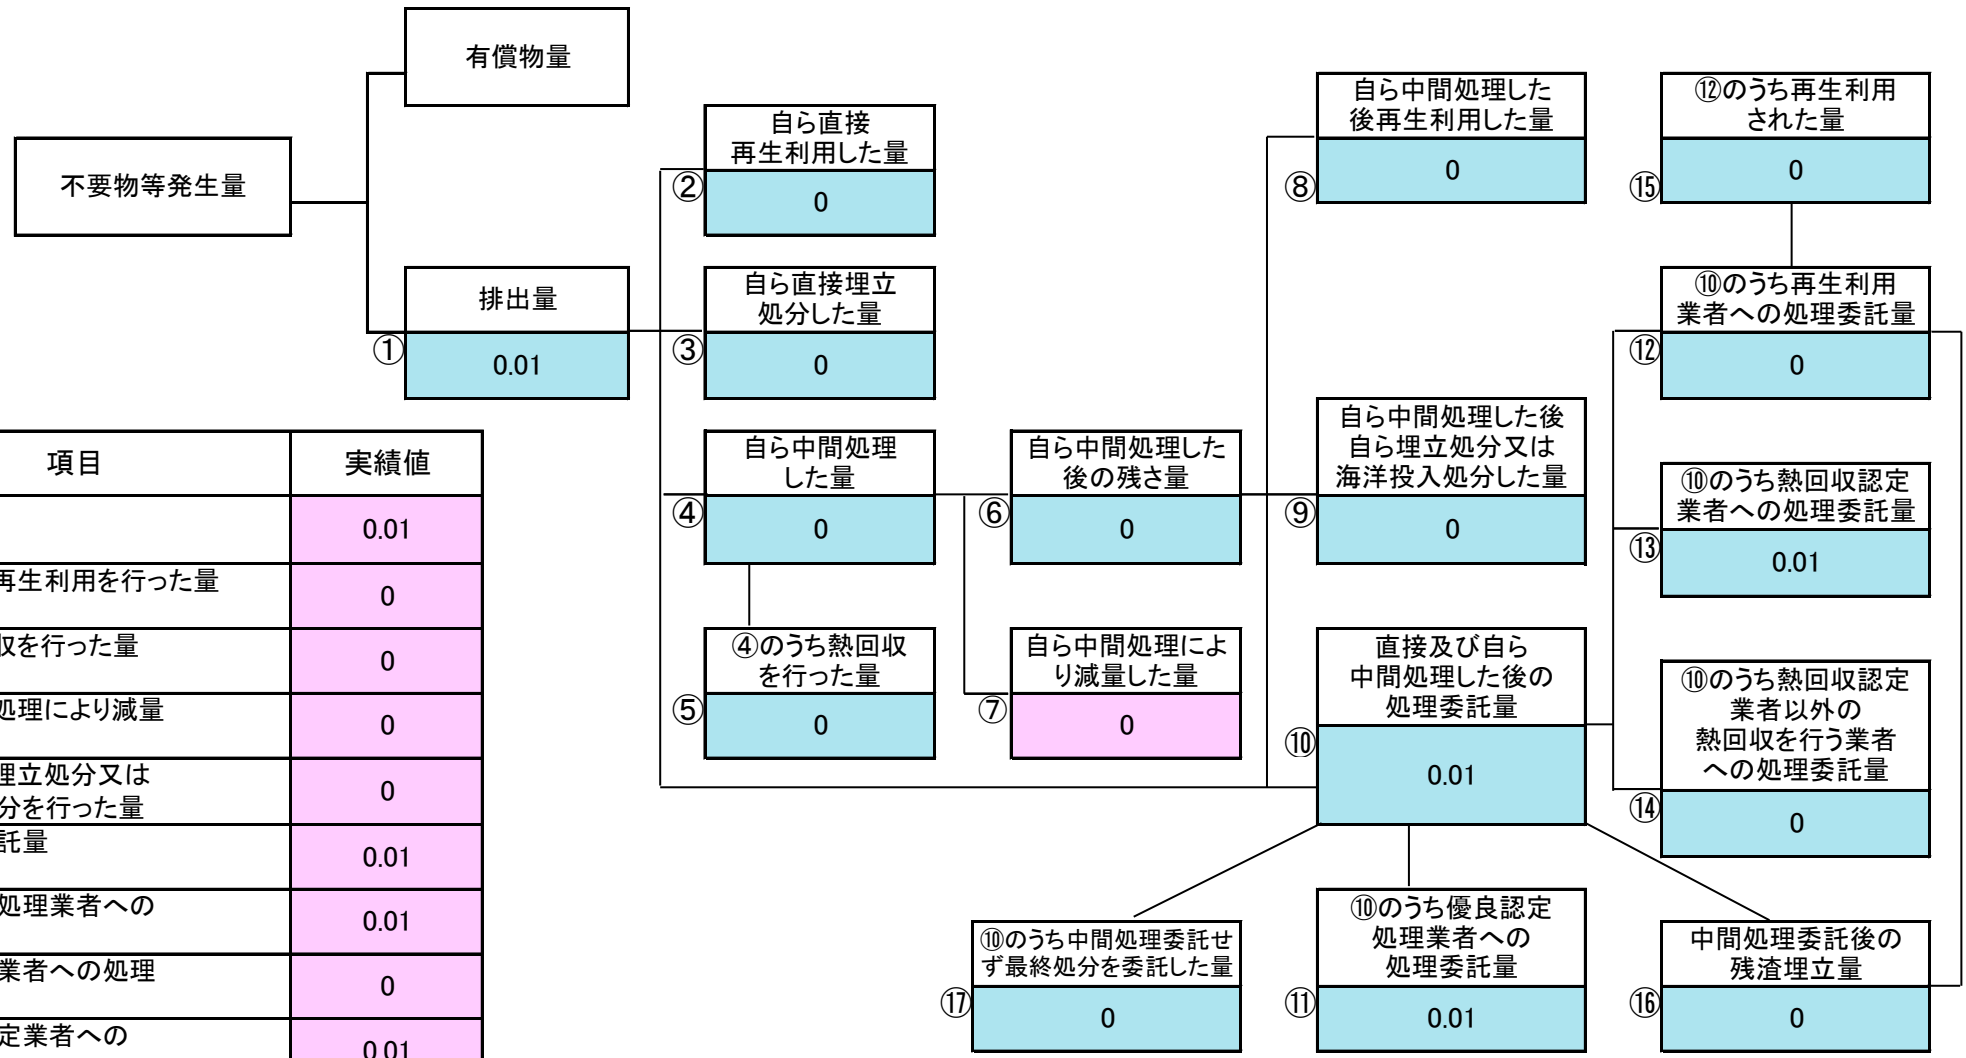 有償物量
不要物等発生量
排出量
①
0.01
自ら直接
再生利用した量
②
0
自ら直接埋立
処分した量
③
0
自ら中間処理
した量
④
0
④のうち熱回収
を行った量
⑤
0
自ら中間処理した
後の残さ量
⑥
0
自ら中間処理によ
り減量した量
⑦
0
自ら中間処理した
後再生利用した量
⑧
0
自ら中間処理した後
自ら埋立処分又は
海洋投入処分した量
⑨
0
直接及び自ら
中間処理した後の
処理委託量
⑩
0.01
⑫のうち再生利用
された量
⑮
0
⑩のうち再生利用
業者への処理委託量
⑫
0
⑩のうち熱回収認定
業者への処理委託量
⑬
0.01
⑩のうち熱回収認定
業者以外の
熱回収を行う業者
への処理委託量
⑭
0
⑩のうち中間処理委託せ
ず最終処分を委託した量
⑰
0
⑩のうち優良認定
処理業者への
処理委託量
⑪
0.01
中間処理委託後の
残渣埋立量
⑯
0
項目 実績値
0.01
再生利用を行った量
0
収を行った量
0
処理により減量
0
埋立処分又は
分を行った量
0
託量
0.01
処理業者への
0.01
業者への処理
0
定業者への
0.01